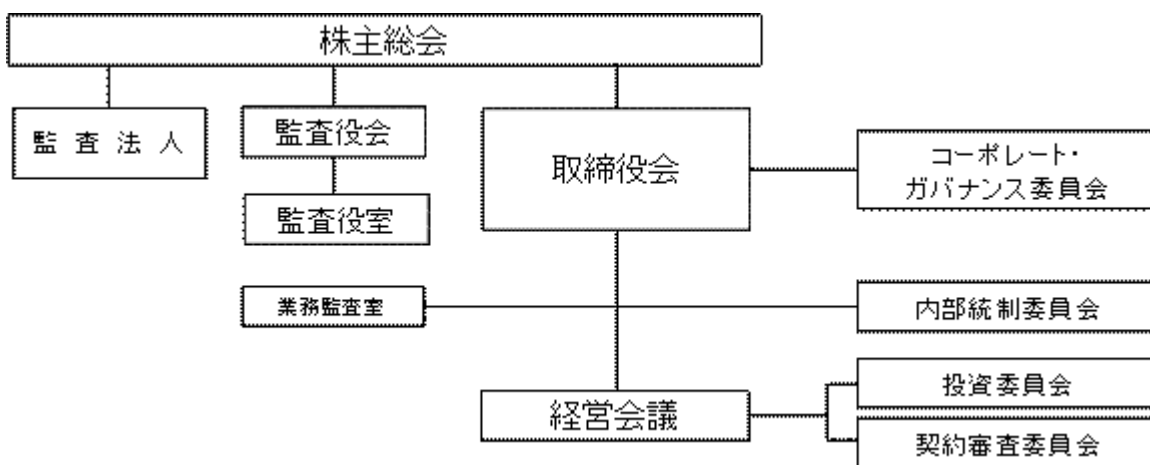 株主総会
監査法人
監査役会
取締役会
コーポレート・
ガバナンス委員会
監査役室
業務監査室
内部統制委員会
経営会議
投資委員会
契約審査委員会